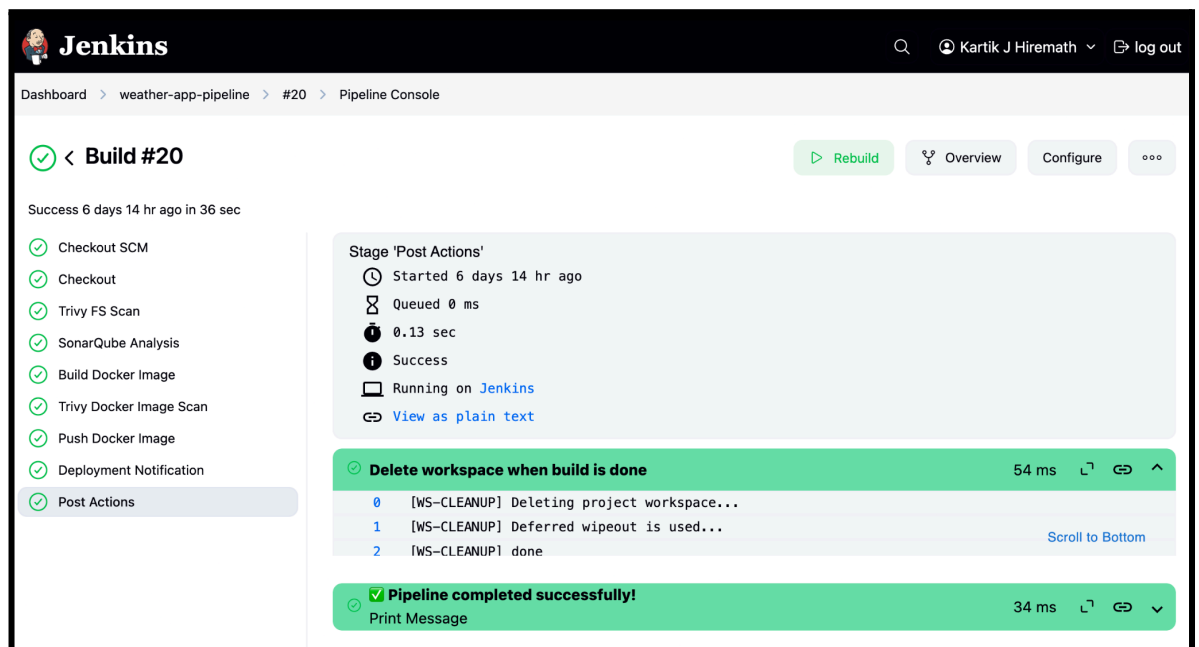 Jenkins
Kartik J Hiremath
log out
Dashboard > weather-app-pipeline > #20 > Pipeline Console
Build #20
Rebuild
Overview
Configure
Success 6 days 14 hr ago in 36 sec
Checkout SCM
Checkout
Trivy FS Scan
SonarQube Analysis
Build Docker Image
Trivy Docker Image Scan
Push Docker Image
Deployment Notification
Post Actions
Stage 'Post Actions'
Started 6 days 14 hr ago
Queued 0 ms
0.13 sec
Success
Running on Jenkins
View as plain text
Delete workspace when build is done
54 ms
0 [WS-CLEANUP] Deleting project workspace...
1 [WS-CLEANUP] Deferred wipeout is used...
2 [WS-CLEANUP] done
Scroll to Bottom
✅ Pipeline completed successfully!
Print Message
34 ms